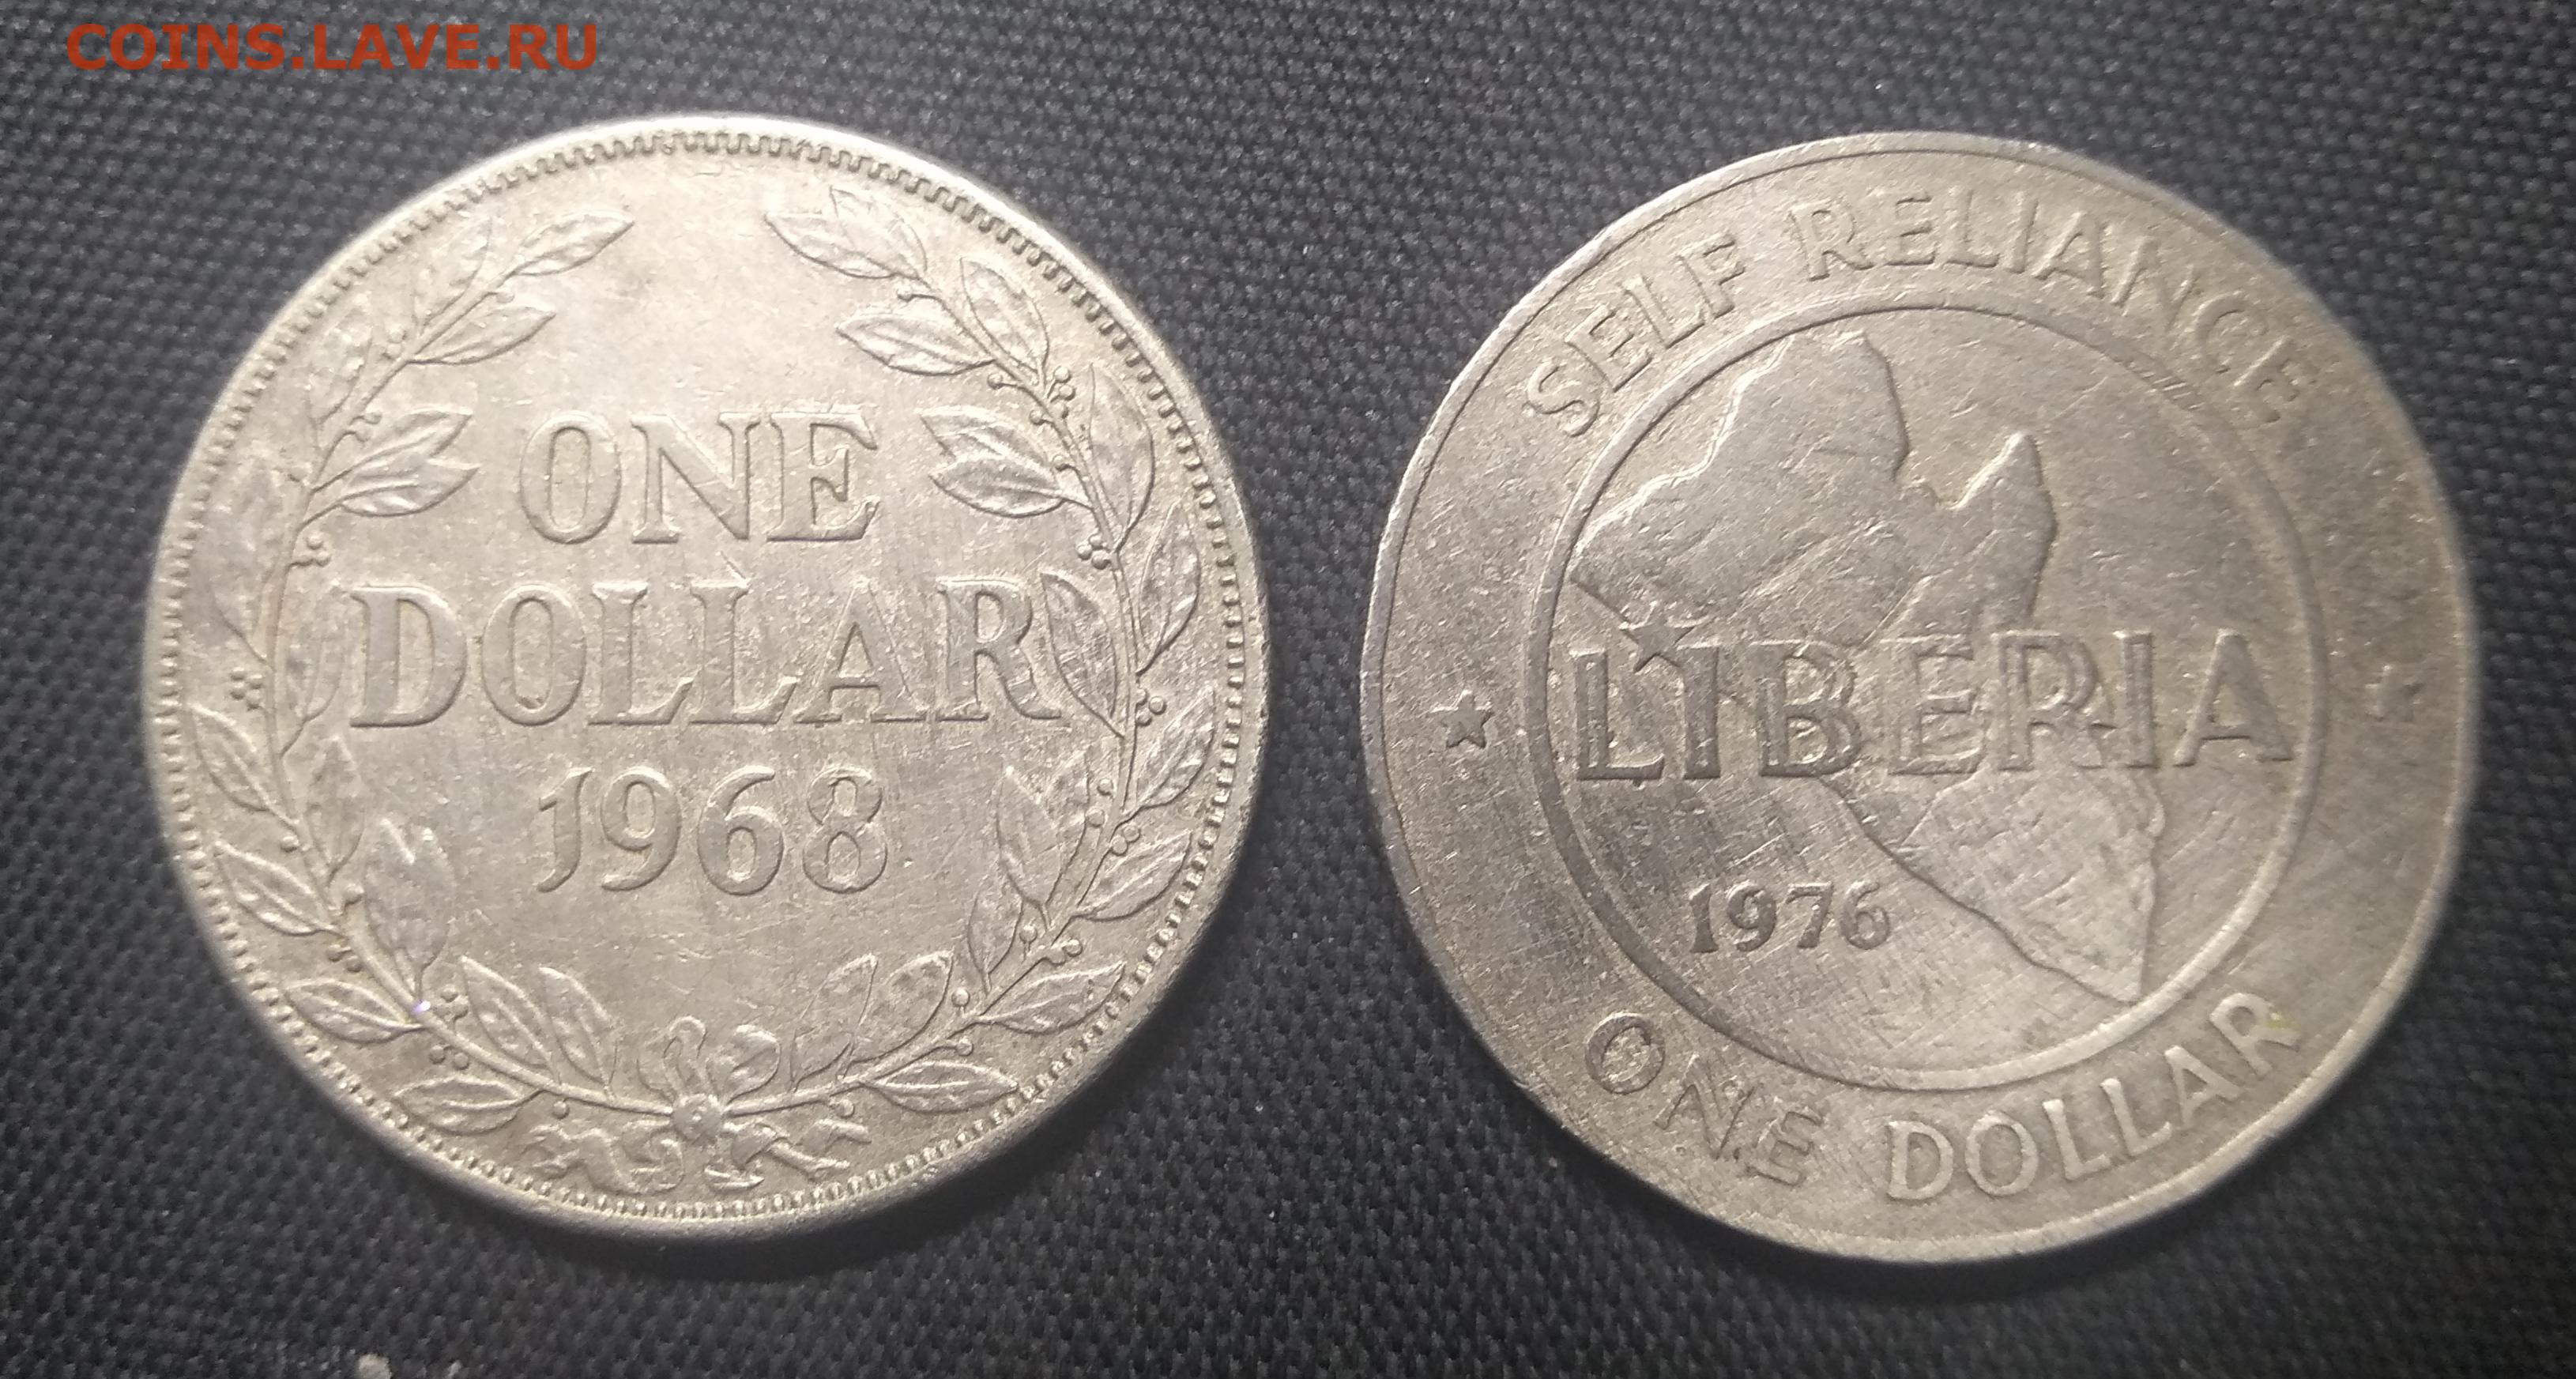 COINS.LAVE.RU
ONE
DOLLAR
1968
SELF RELIANCE
LIBERIA
1976
ONE DOLLAR